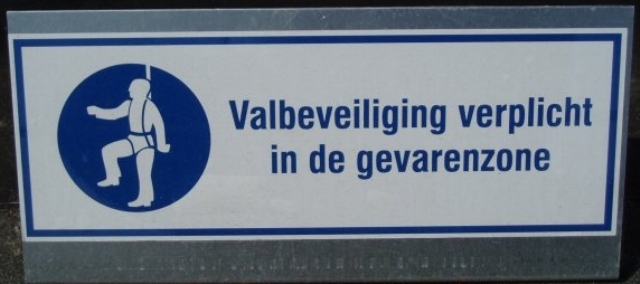 Valbeveiliging verplicht
in de gevarenzone